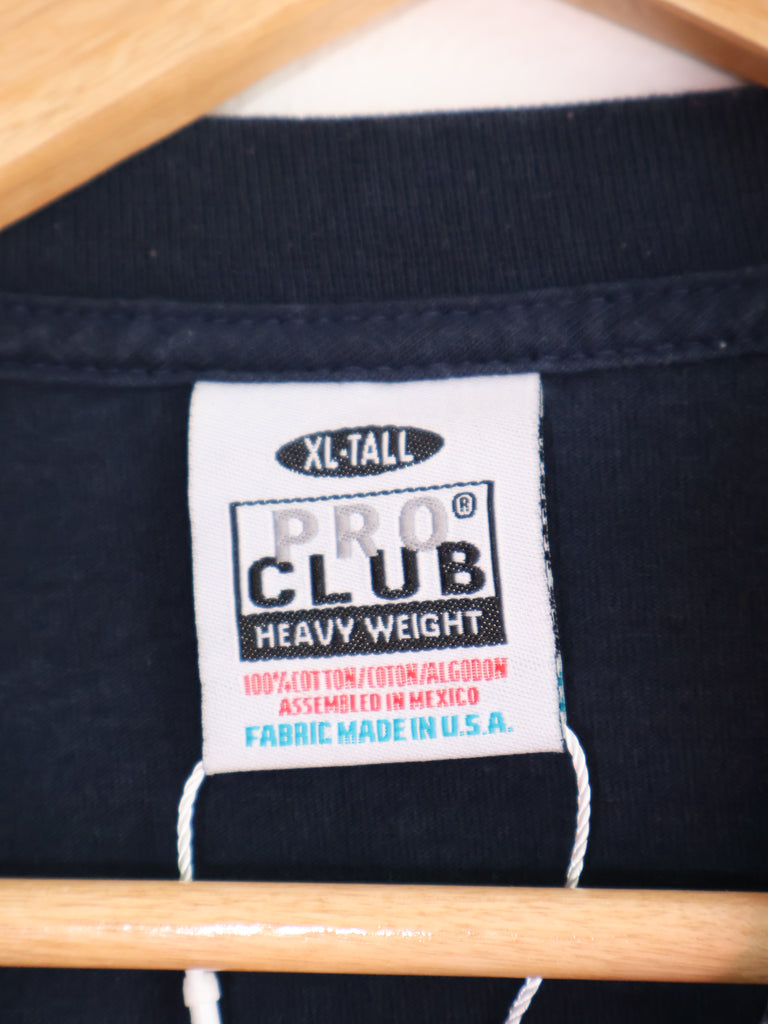 XL·TALL
PRO®
CLUB
HEAVY WEIGHT
100%COTTON/COTON/ALGODON
ASSEMBLED IN MEXICO
FABRIC MADE IN U.S.A.